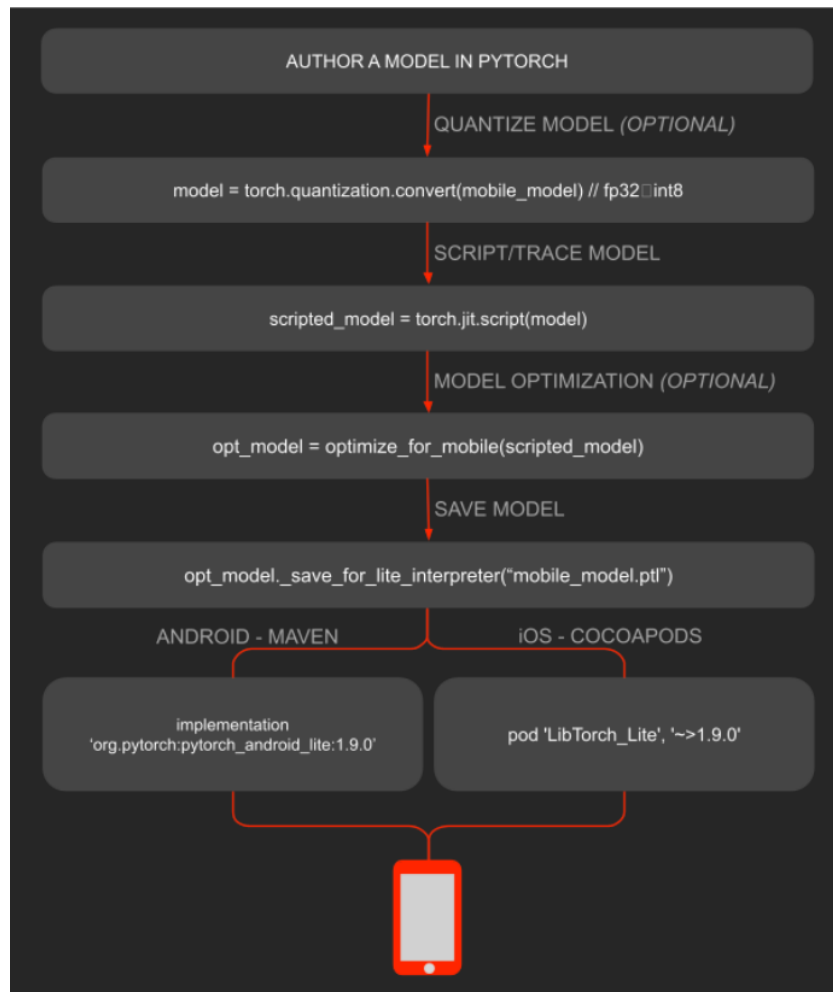 AUTHOR A MODEL IN PYTORCH
QUANTIZE MODEL (OPTIONAL)
model = torch.quantization.convert(mobile_model) // fp32□int8
SCRIPT/TRACE MODEL
scripted_model = torch.jit.script(model)
MODEL OPTIMIZATION (OPTIONAL)
opt_model = optimize_for_mobile(scripted_model)
SAVE MODEL
opt_model._save_for_lite_interpreter(“mobile_model.ptl”)
ANDROID - MAVEN
iOS - COCOAPODS
implementation
‘org.pytorch:pytorch_android_lite:1.9.0’
pod 'LibTorch_Lite', '~>1.9.0'